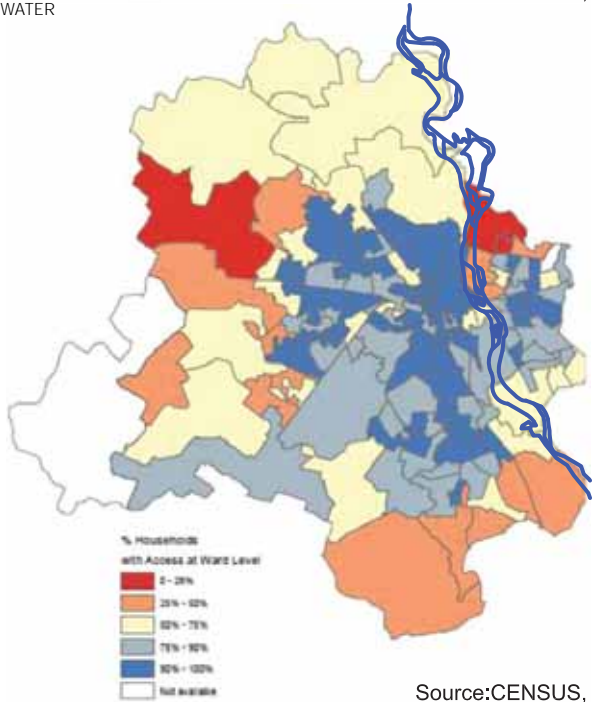 WATER
% Households
with Access at Ward Level
0 - 25%
25% - 50%
50% - 75%
75% - 90%
90% - 100%
Not available
Source:CENSUS,